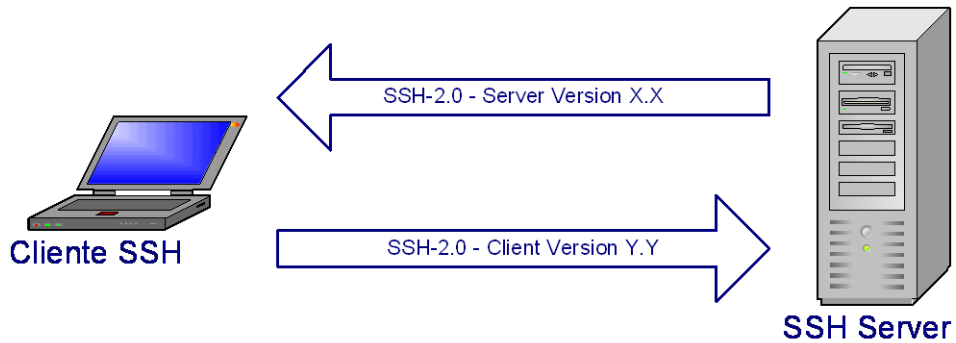 SSH-2.0 - Server Version X.X
SSH-2.0 - Client Version Y.Y
Cliente SSH
SSH Server